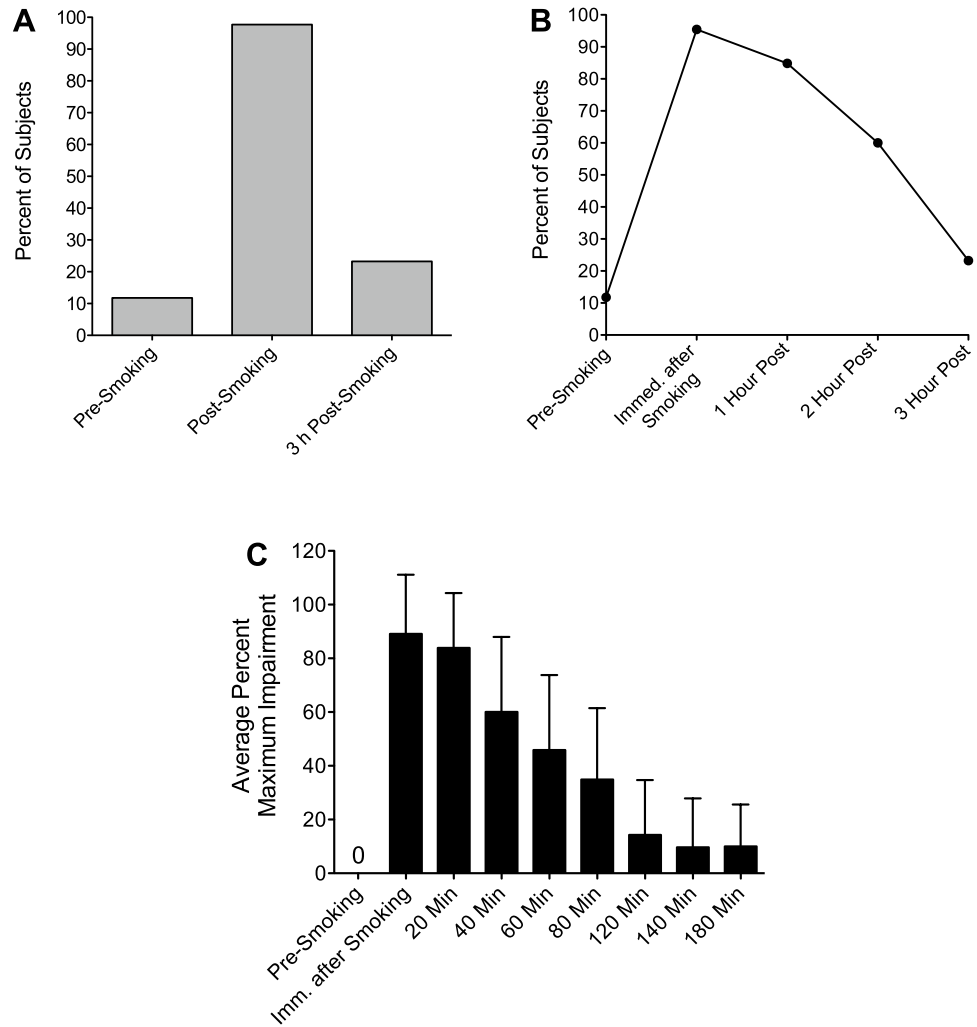 A
Percent of Subjects
100
90
80
70
60
50
40
30
20
10
0
Pre-Smoking
Post-Smoking
3 h Post-Smoking
B
Percent of Subjects
100
90
80
70
60
50
40
30
20
10
0
Pre-Smoking
Immed. after
Smoking
1 Hour Post
2 Hour Post
3 Hour Post
C
Average Percent
Maximum Impairment
120
100
80
60
40
20
0
0
Pre-Smoking
Imm. after Smoking
20 Min
40 Min
60 Min
80 Min
120 Min
140 Min
180 Min